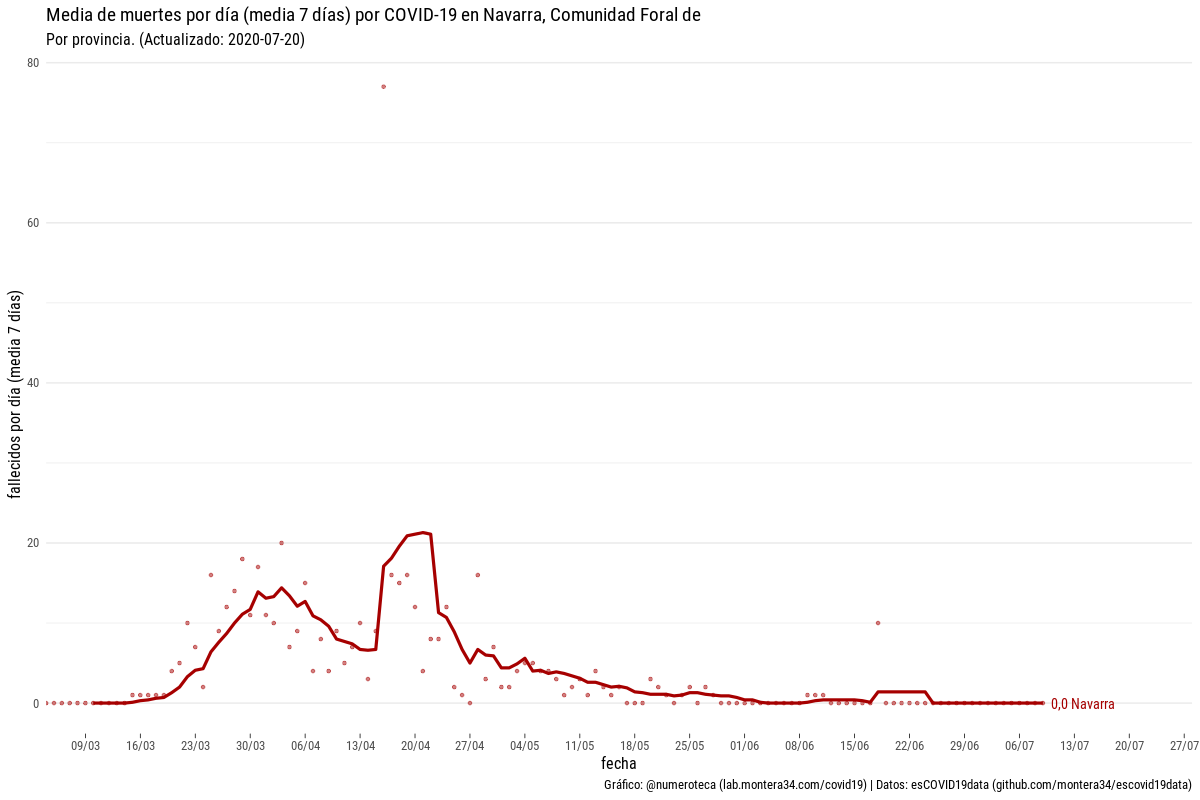 Media de muertes por día (media 7 días) por COVID-19 en Navarra, Comunidad Foral de
Por provincia. (Actualizado: 2020-07-20)
fallecidos por día (media 7 días)
80
60
40
20
0
0,0 Navarra
09/03 16/03 23/03 30/03 06/04 13/04 20/04 27/04 04/05 11/05 18/05 25/05 01/06 08/06 15/06 22/06 29/06 06/07 13/07 20/07 27/07
fecha
Gráfico: @numeroteca (lab.montera34.com/covid19) | Datos: esCOVID19data (github.com/montera34/escovid19data)